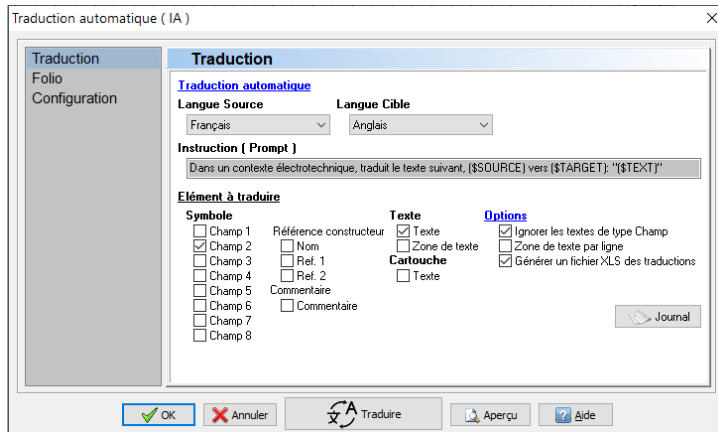 Traduction automatique ( IA )
Traduction
Folio
Configuration
Traduction
Traduction automatique
Langue Source
Langue Cible
Français
Anglais
Instruction ( Prompt )
Dans un contexte électrotechnique, traduit le texte suivant, ($SOURCE) vers ($TARGET): "($TEXT)"
Elément à traduire
Symbole
Champ 1
Champ 2
Champ 3
Champ 4
Champ 5
Champ 6
Champ 7
Champ 8
Référence constructeur
Nom
Ref. 1
Ref. 2
Commentaire
Commentaire
Texte
Texte
Zone de texte
Cartouche
Texte
Options
Ignorer les textes de type Champ
Zone de texte par ligne
Générer un fichier XLS des traductions
Journal
OK
Annuler
Traduire
Aperçu
Aide